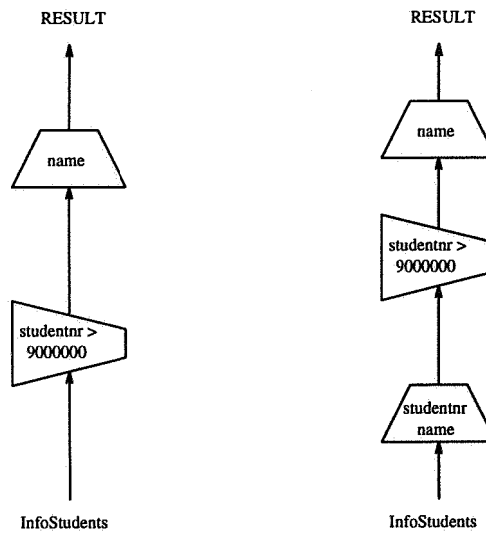 RESULT
name
studentnr >
9000000
InfoStudents
RESULT
name
studentnr >
9000000
studentnr
name
InfoStudents